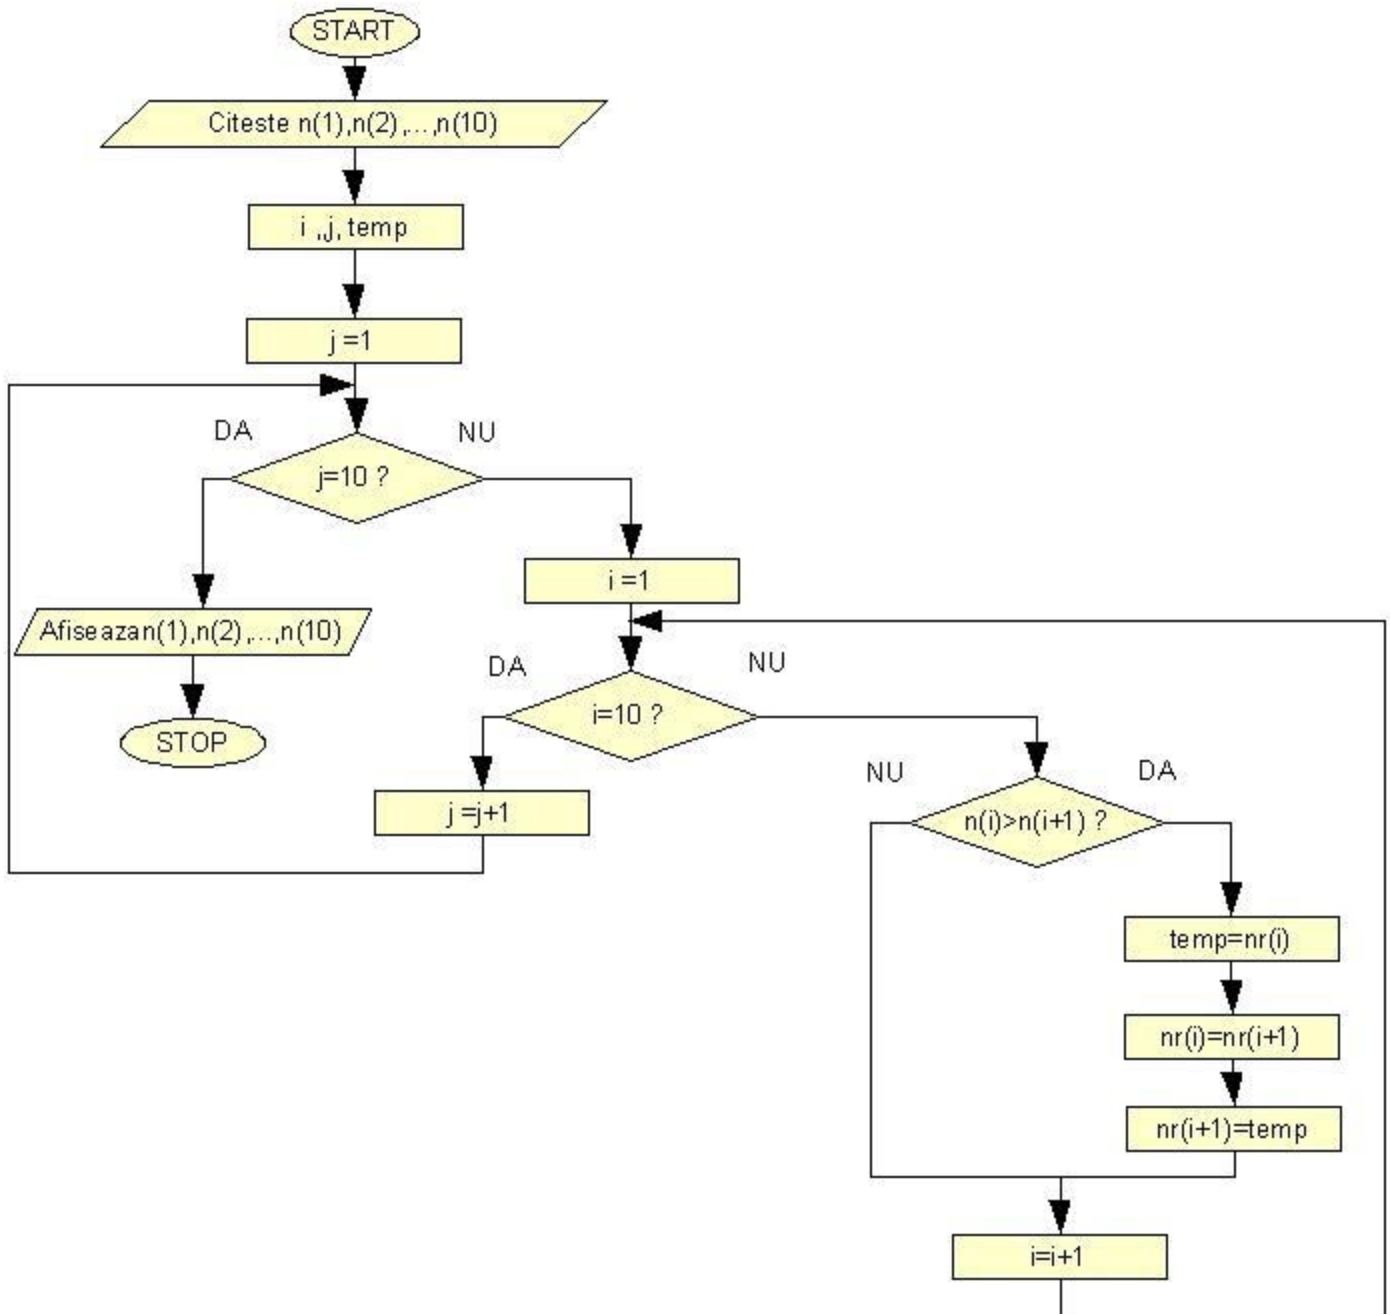 START
Citeste n(1),n(2),...,n(10)
i ,j, temp
j =1
DA
NU
j=10 ?
i =1
Afiseazan(1),n(2),...,n(10)
DA
NU
i=10 ?
STOP
NU
DA
j =j+1
n(i)>n(i+1) ?
temp=nr(i)
nr(i)=nr(i+1)
nr(i+1)=temp
i=i+1